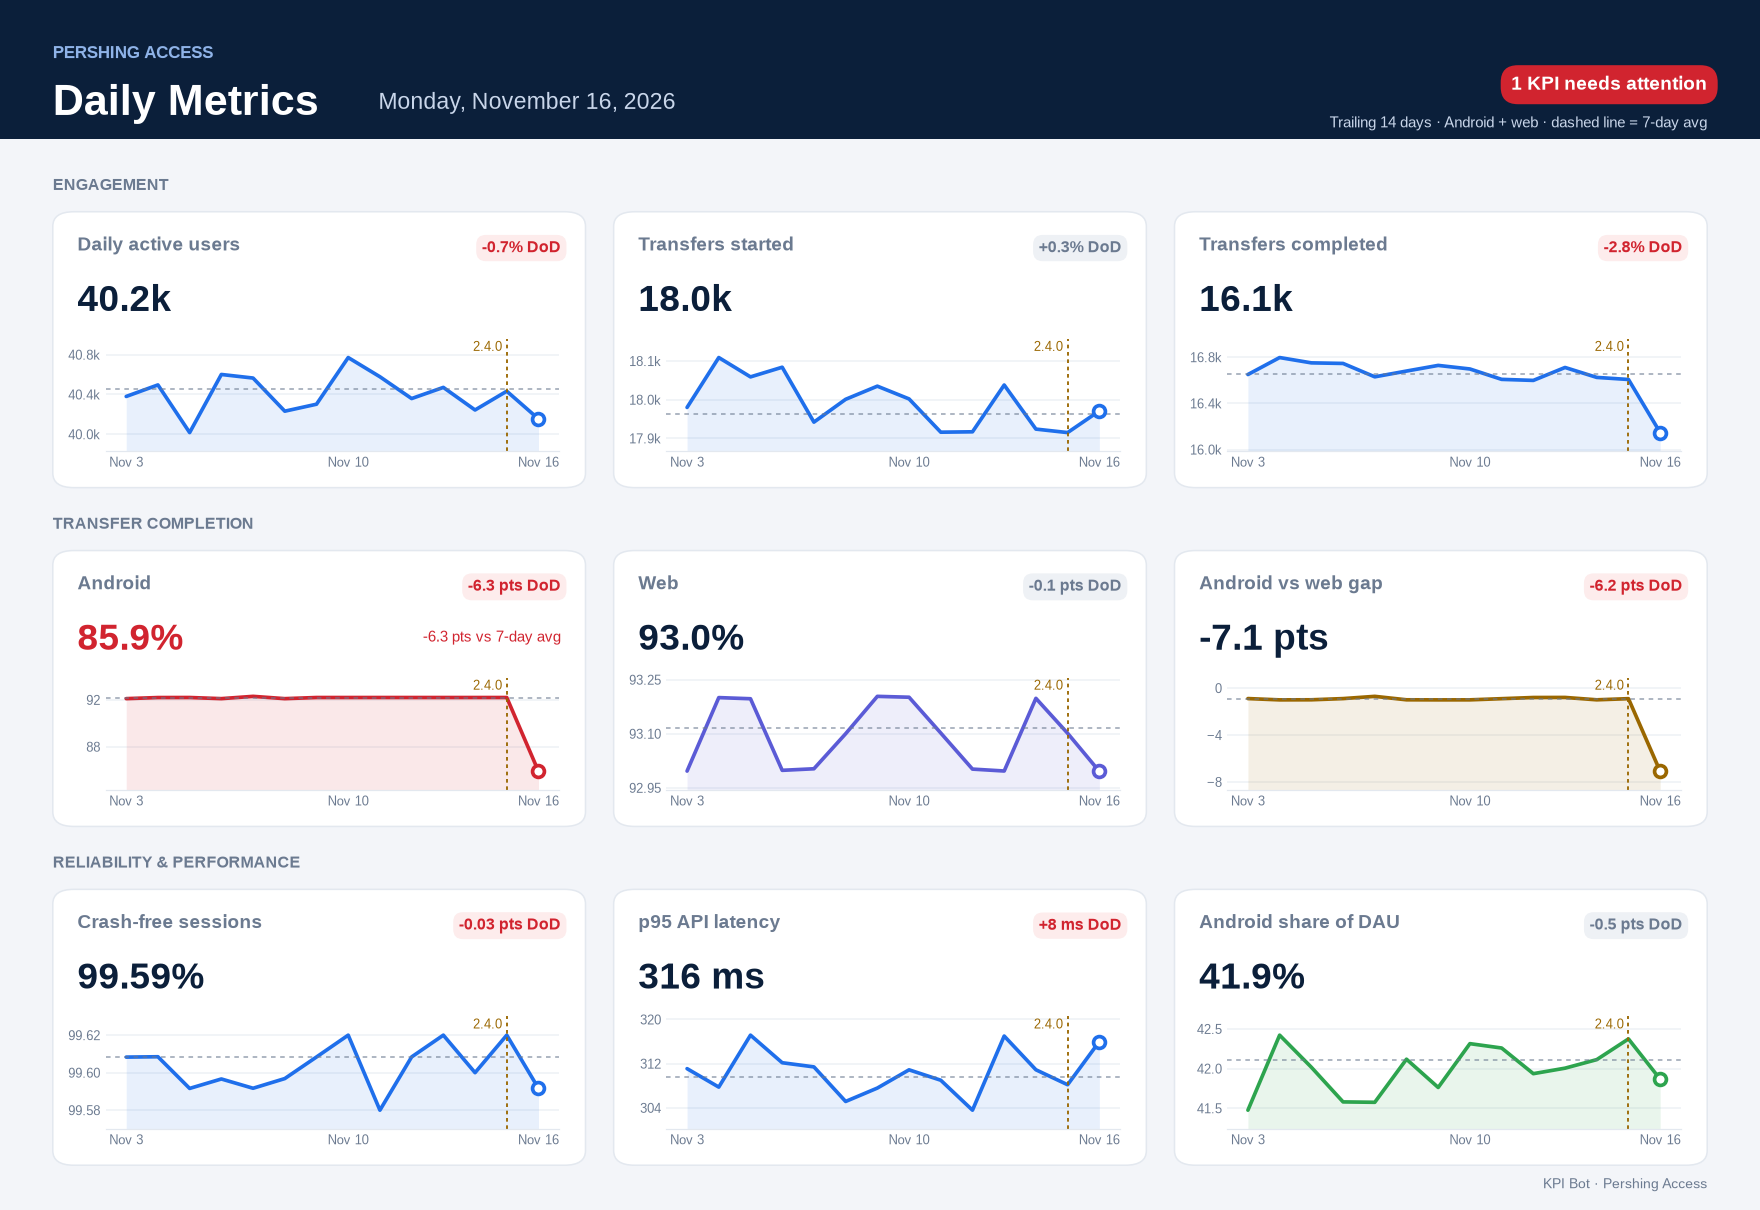 PERSHING ACCESS
Daily Metrics
Monday, November 16, 2026
1 KPI needs attention
Trailing 14 days · Android + web · dashed line = 7-day avg
ENGAGEMENT
Daily active users
-0.7% DoD
40.2k
2.4.0
40.8k
40.4k
40.0k
Nov 3
Nov 10
Nov 16
Transfers started
+0.3% DoD
18.0k
2.4.0
18.1k
18.0k
17.9k
Nov 3
Nov 10
Nov 16
Transfers completed
-2.8% DoD
16.1k
2.4.0
16.8k
16.4k
16.0k
Nov 3
Nov 10
Nov 16
TRANSFER COMPLETION
Android
-6.3 pts DoD
85.9%
-6.3 pts vs 7-day avg
2.4.0
92
88
Nov 3
Nov 10
Nov 16
Web
-0.1 pts DoD
93.0%
93.25
2.4.0
93.10
92.95
Nov 3
Nov 10
Nov 16
Android vs web gap
-6.2 pts DoD
-7.1 pts
2.4.0
0
−4
−8
Nov 3
Nov 10
Nov 16
RELIABILITY & PERFORMANCE
Crash-free sessions
-0.03 pts DoD
99.59%
2.4.0
99.62
99.60
99.58
Nov 3
Nov 10
Nov 16
p95 API latency
+8 ms DoD
316 ms
320
2.4.0
312
304
Nov 3
Nov 10
Nov 16
Android share of DAU
-0.5 pts DoD
41.9%
2.4.0
42.5
42.0
41.5
Nov 3
Nov 10
Nov 16
KPI Bot · Pershing Access